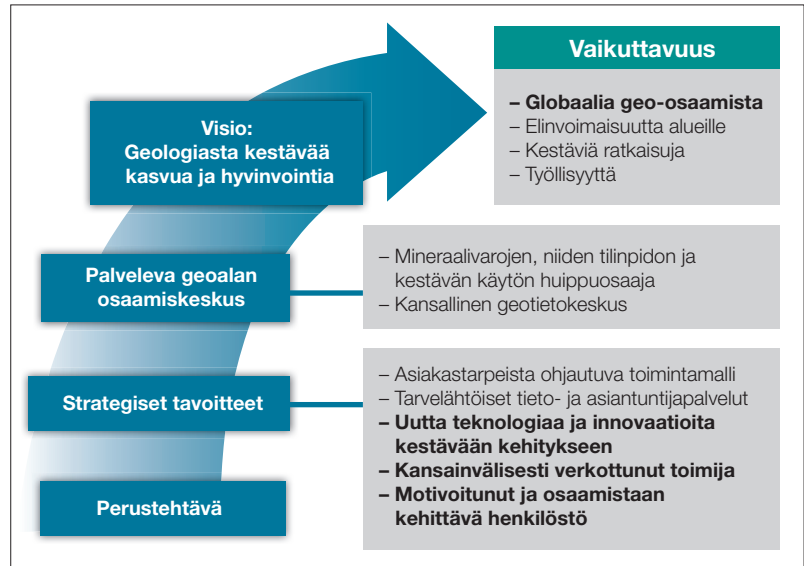 Vaikuttavuus
– Globaalia geo-osaamista
– Elinvoimaisuutta alueille
– Kestäviä ratkaisuja
– Työllisyyttä
Visio:
Geologiasta kestävää
kasvua ja hyvinvointia
Palveleva geoalan
osaamiskeskus
– Mineraalivarojen, niiden tilinpidon ja
kestävän käytön huippuosaaja
– Kansallinen geotietokeskus
Strategiset tavoitteet
– Asiakastarpeista ohjautuva toimintamalli
– Tarvelähtöiset tieto- ja asiantuntijapalvelut
– Uutta teknologiaa ja innovaatioita
kestävään kehitykseen
– Kansainvälisesti verkottunut toimija
– Motivoitunut ja osaamistaan
kehittävä henkilöstö
Perustehtävä